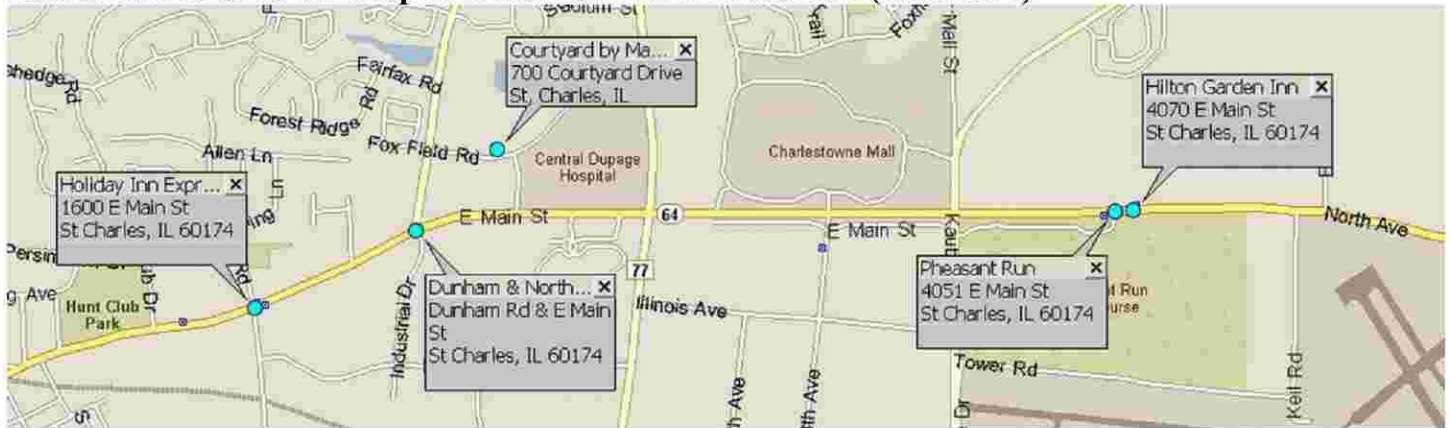 Courtyard by Ma...
700 Courtyard Drive
St, Charles, IL
Hilton Garden Inn
4070 E Main St
St Charles, IL 60174
Fairfax Rd
Forest Ridge Rd
Allen Ln
Fox Field Rd
Central Dupage
Hospital
Charlestowne Mall
Mall St
Holiday Inn Expr...
1600 E Main St
St Charles, IL 60174
E Main St
64
E Main St
North Ave
Hunt Club
Park
Rd
Ln
Dunham & North...
Dunham Rd & E Main
St
St Charles, IL 60174
Industrial Dr
77
Illinois Ave
Pheasant Run
4051 E Main St
St Charles, IL 60174
Tower Rd
Keil Rd
Dr